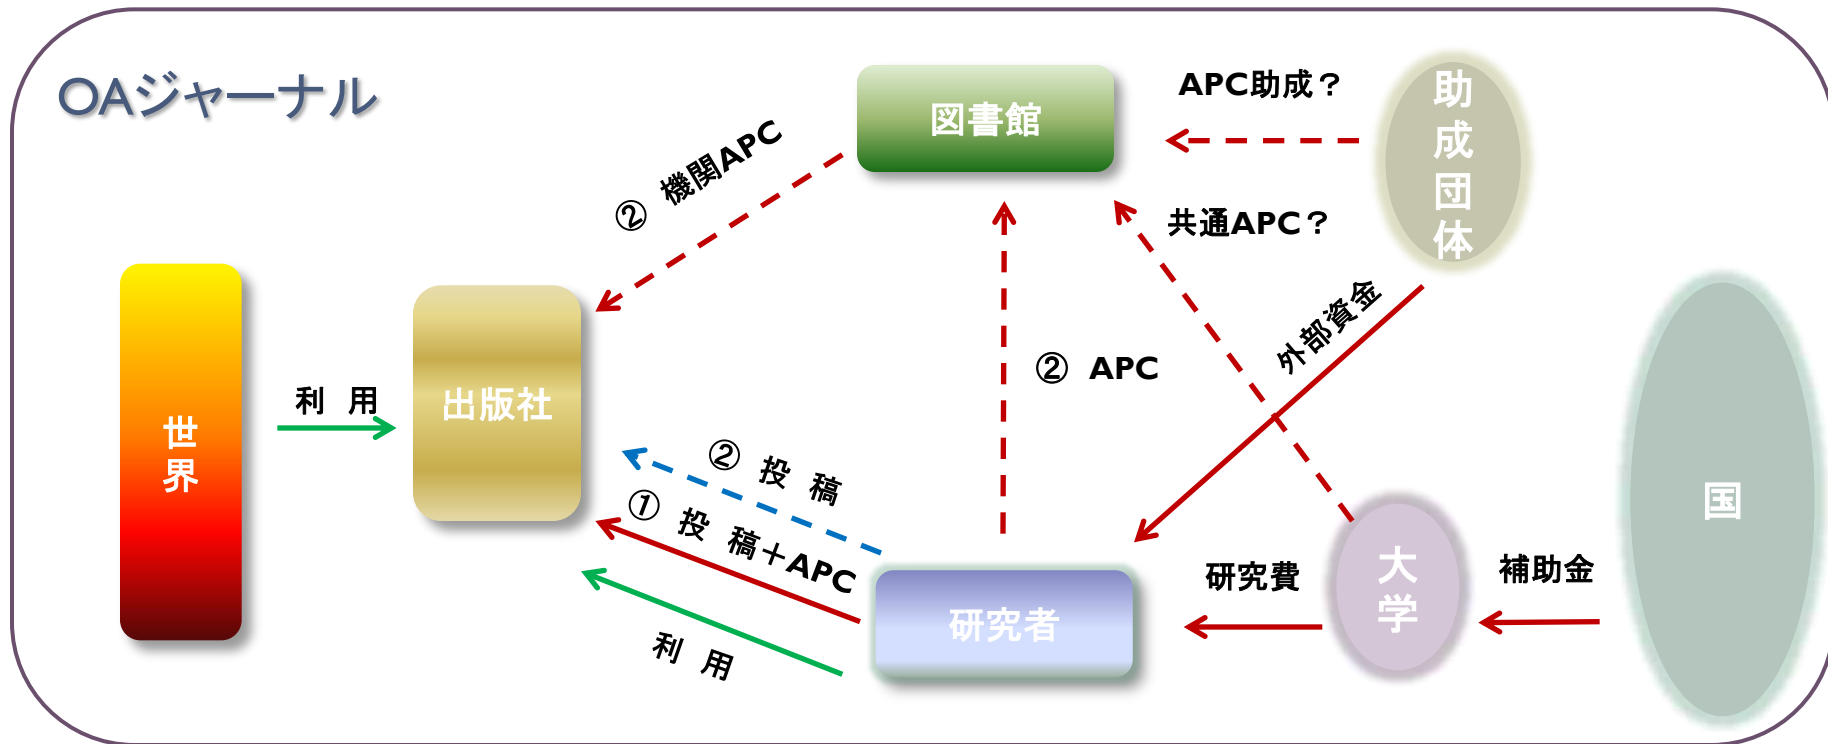 OAジャーナル
図書館
APC助成？
助成団体
② 機関APC
共通APC？
外部資金
世界
利 用
出版社
② APC
② 投 稿
① 投 稿＋APC
利 用
研究者
研究費
大学
補助金
国